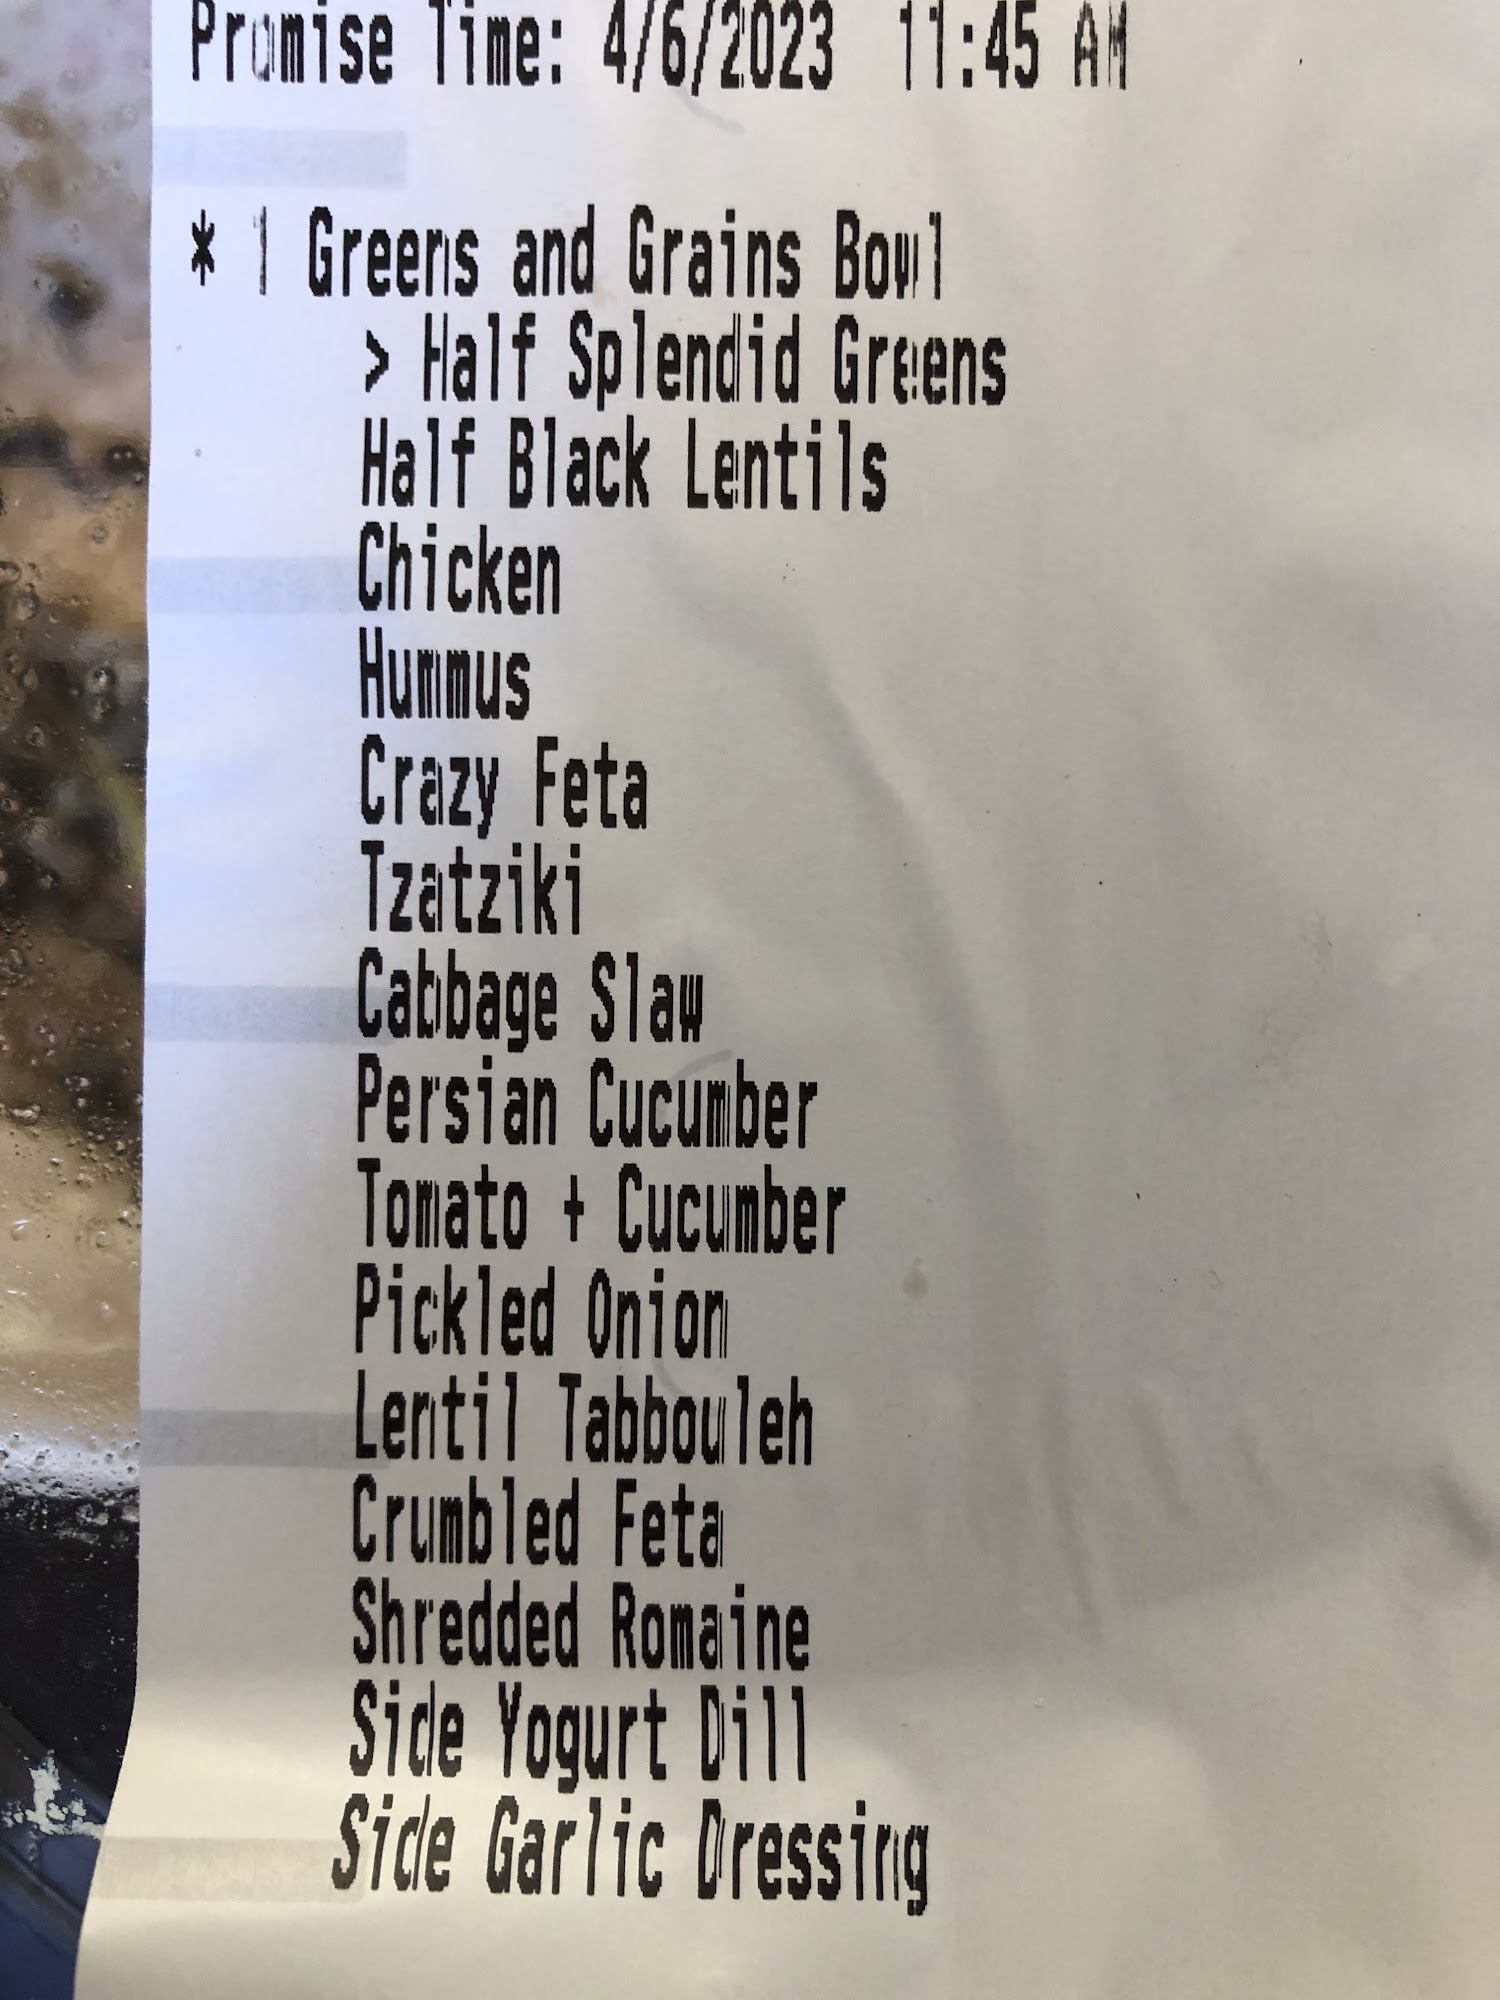 Promise Time: 4/6/2023 11:45 AM
* 1 Greens and Grains Bowl
> Half Splendid Greens
Half Black Lentils
Chicken
Hummus
Crazy Feta
Tzatziki
Cabbage Slaw
Persian Cucumber
Tomato + Cucumber
Pickled Onion
Lentil Tabbouleh
Crumbled Feta
Shredded Romaine
Side Yogurt Dill
Side Garlic Dressing